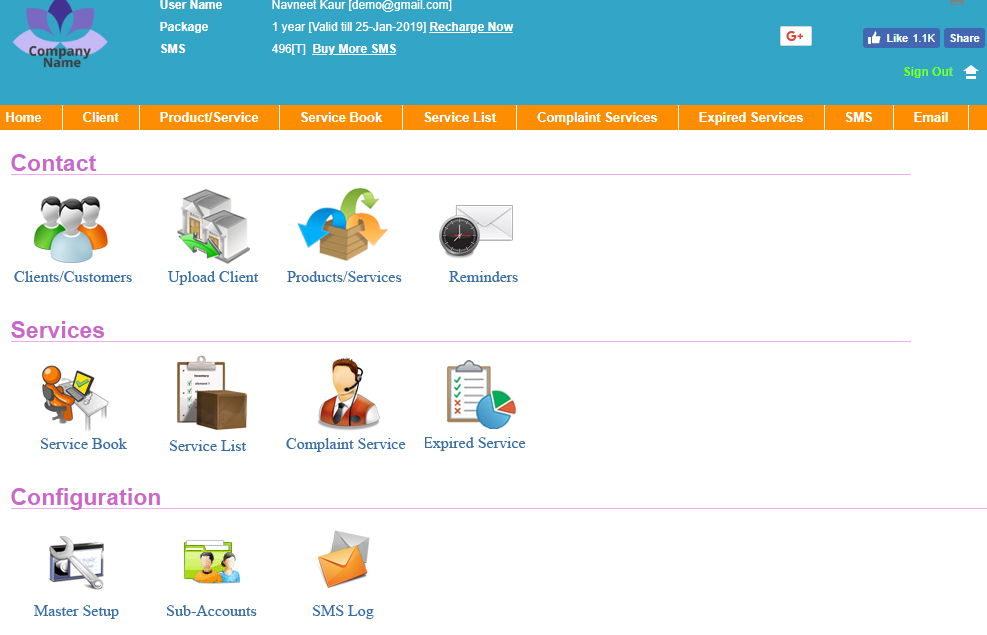 User Name Navneet Kaur [demo@gmail.com]
Package 1 year [Valid till 25-Jan-2019] Recharge Now
SMS 496[T] Buy More SMS
Company
Name
G+
Like 1.1K Share
Sign Out
Home Client Product/Service Service Book Service List Complaint Services Expired Services SMS Email
Contact
Clients/Customers Upload Client Products/Services Reminders
Services
Inventory
Service Book Service List Complaint Service Expired Service
Configuration
Master Setup Sub-Accounts SMS Log